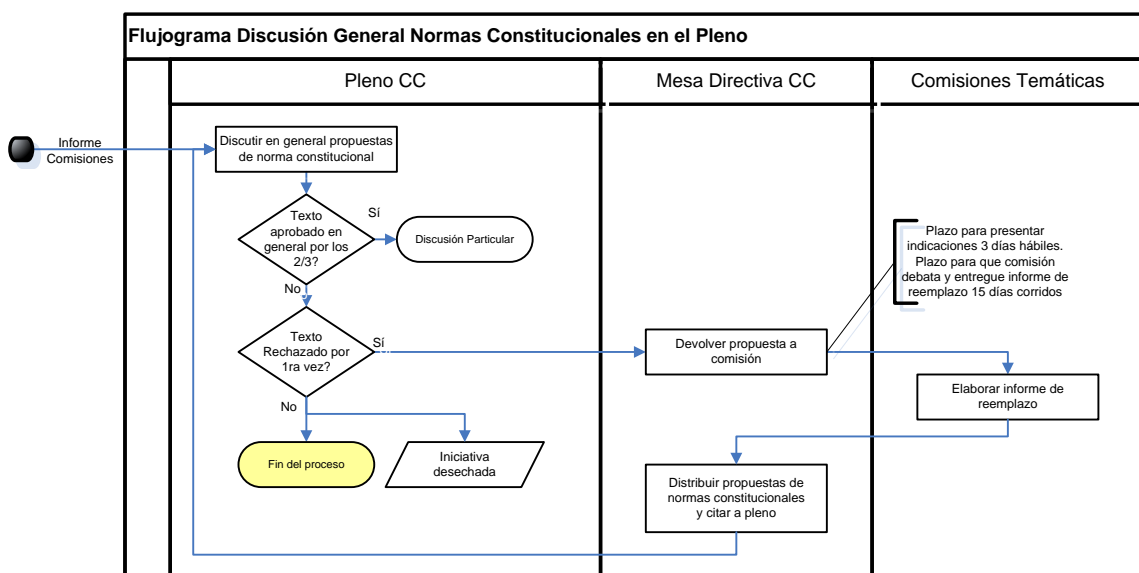 Flujograma Discusión General Normas Constitucionales en el Pleno
Pleno CC
Mesa Directiva CC
Comisiones Temáticas
Informe
Comisiones
Discutir en general propuestas
de norma constitucional
Texto
aprobado en
general por los
2/3?
Sí
Discusión Particular
No
Plazo para presentar
indicaciones 3 días hábiles.
Plazo para que comisión
debata y entregue informe de
reemplazo 15 días corridos
Texto
Rechazado por
1ra vez?
Sí
Devolver propuesta a
comisión
Elaborar informe de
reemplazo
No
Fin del proceso
Iniciativa
desechada
Distribuir propuestas de
normas constitucionales
y citar a pleno